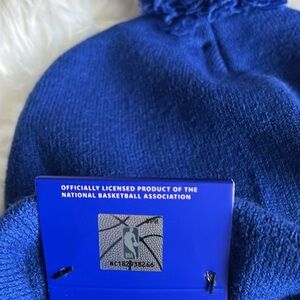 OFFICIALLY LICENSED PRODUCT OF THE
NATIONAL BASKETBALL ASSOCIATION